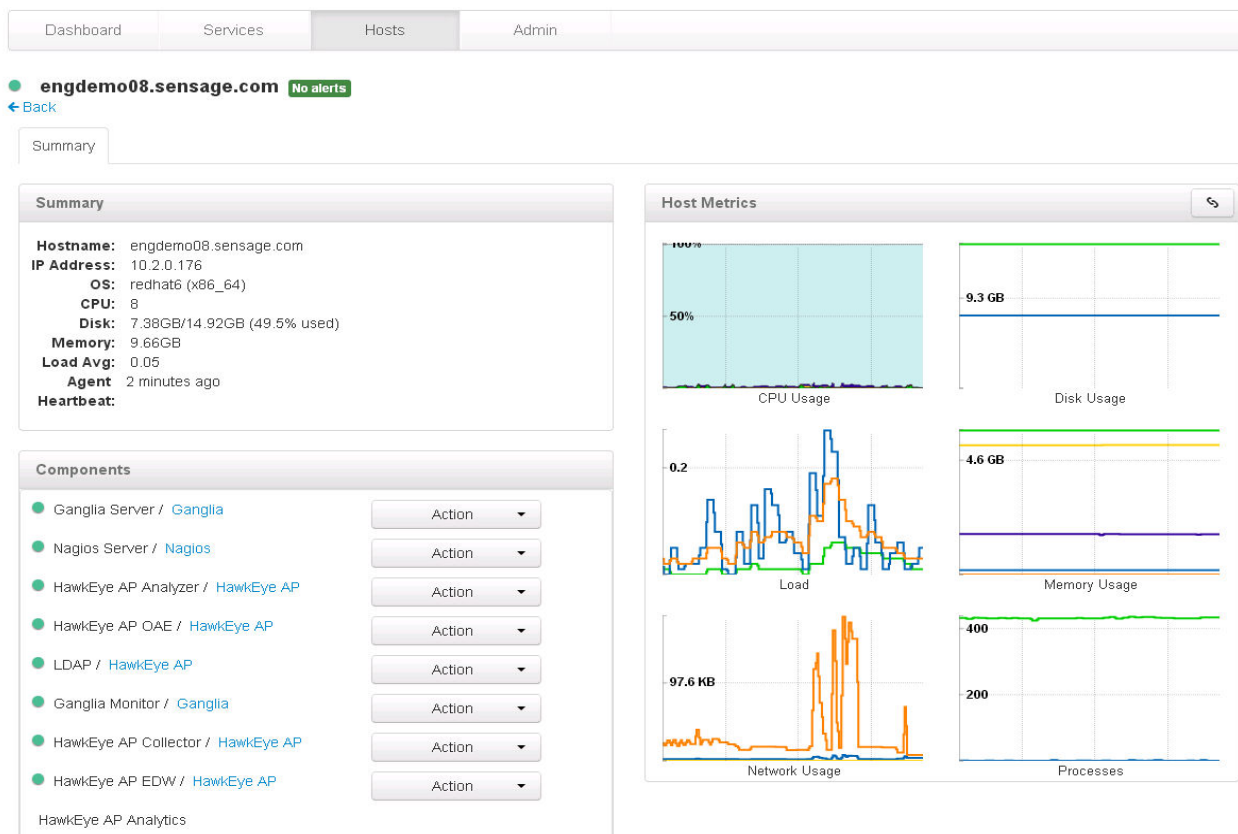 Dashboard Services Hosts Admin
engdemo08.sensage.com No alerts
Back
Summary
Summary
Hostname: engdemo08.sensage.com
IP Address: 10.2.0.176
OS: redhat6 (x86_64)
CPU: 8
Disk: 7.38GB/14.92GB (49.5% used)
Memory: 9.66GB
Load Avg: 0.05
Agent 2 minutes ago
Heartbeat:
Components
Ganglia Server / Ganglia Action
Nagios Server / Nagios Action
HawkEye AP Analyzer / HawkEye AP Action
HawkEye AP OAE / HawkEye AP Action
LDAP / HawkEye AP Action
Ganglia Monitor / Ganglia Action
HawkEye AP Collector / HawkEye AP Action
HawkEye AP EDW / HawkEye AP Action
HawkEye AP Analytics
Host Metrics
100%
50%
CPU Usage
9.3 GB
Disk Usage
0.2
Load
4.6 GB
Memory Usage
97.6 KB
Network Usage
400
200
Processes